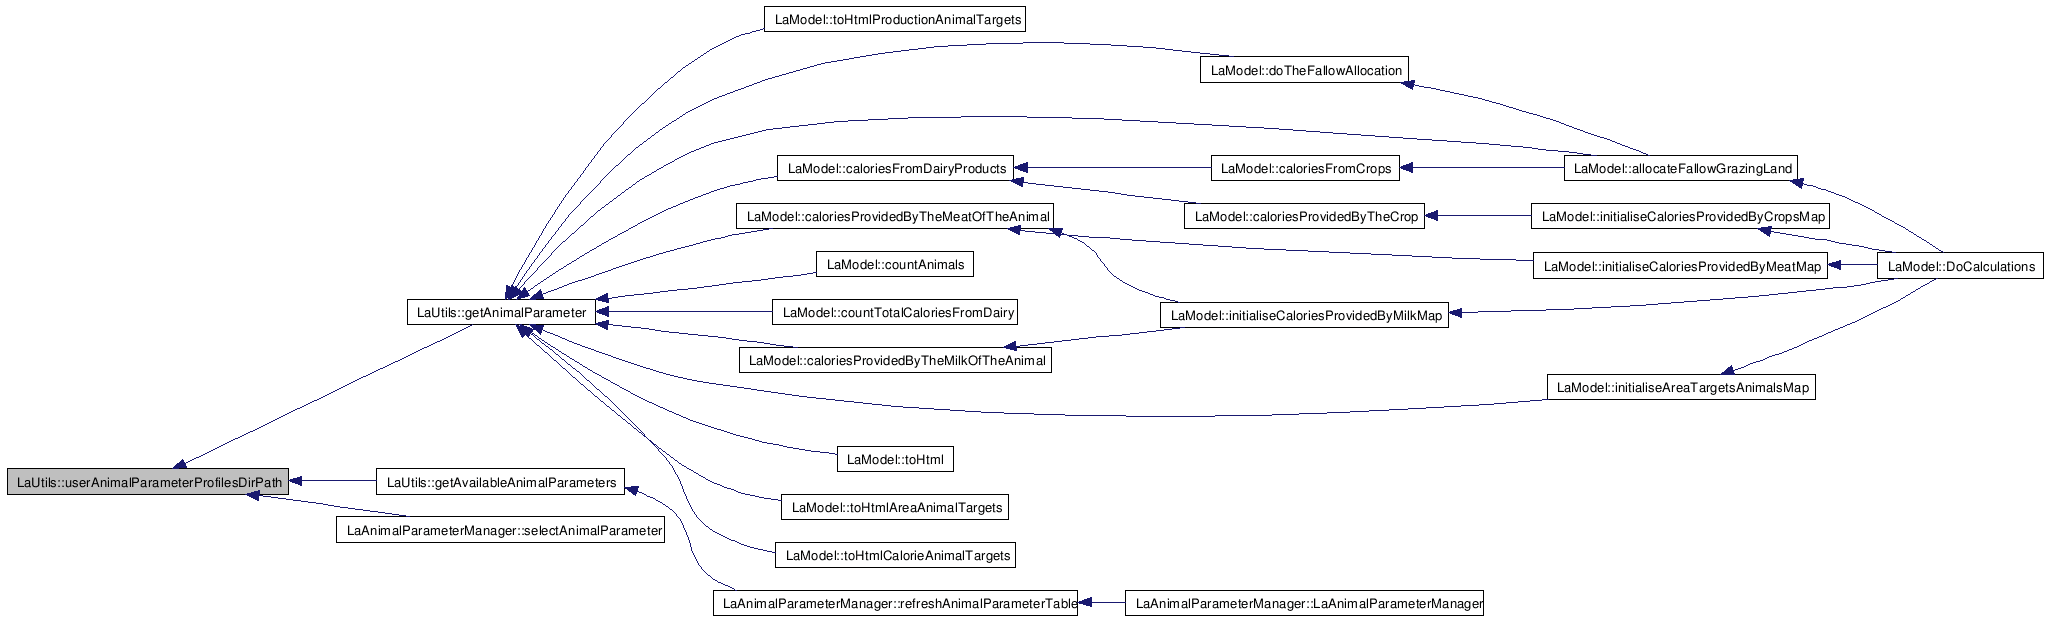 LaModel::toHtmlProductionAnimalTargets
LaModel::doTheFallowAllocation
LaModel::caloriesFromDairyProducts
LaModel::caloriesFromCrops
LaModel::allocateFallowGrazingLand
LaModel::caloriesProvidedByTheMeatOfTheAnimal
LaModel::caloriesProvidedByTheCrop
LaModel::initialiseCaloriesProvidedByCropsMap
LaModel::countAnimals
LaModel::initialiseCaloriesProvidedByMeatMap
LaModel::DoCalculations
LaUtils::getAnimalParameter
LaModel::countTotalCaloriesFromDairy
LaModel::initialiseCaloriesProvidedByMilkMap
LaModel::caloriesProvidedByTheMilkOfTheAnimal
LaModel::initialiseAreaTargetsAnimalsMap
LaModel::toHtml
LaUtils::userAnimalParameterProfilesDirPath
LaUtils::getAvailableAnimalParameters
LaModel::toHtmlAreaAnimalTargets
LaAnimalParameterManager::selectAnimalParameter
LaModel::toHtmlCalorieAnimalTargets
LaAnimalParameterManager::refreshAnimalParameterTable
LaAnimalParameterManager::LaAnimalParameterManager